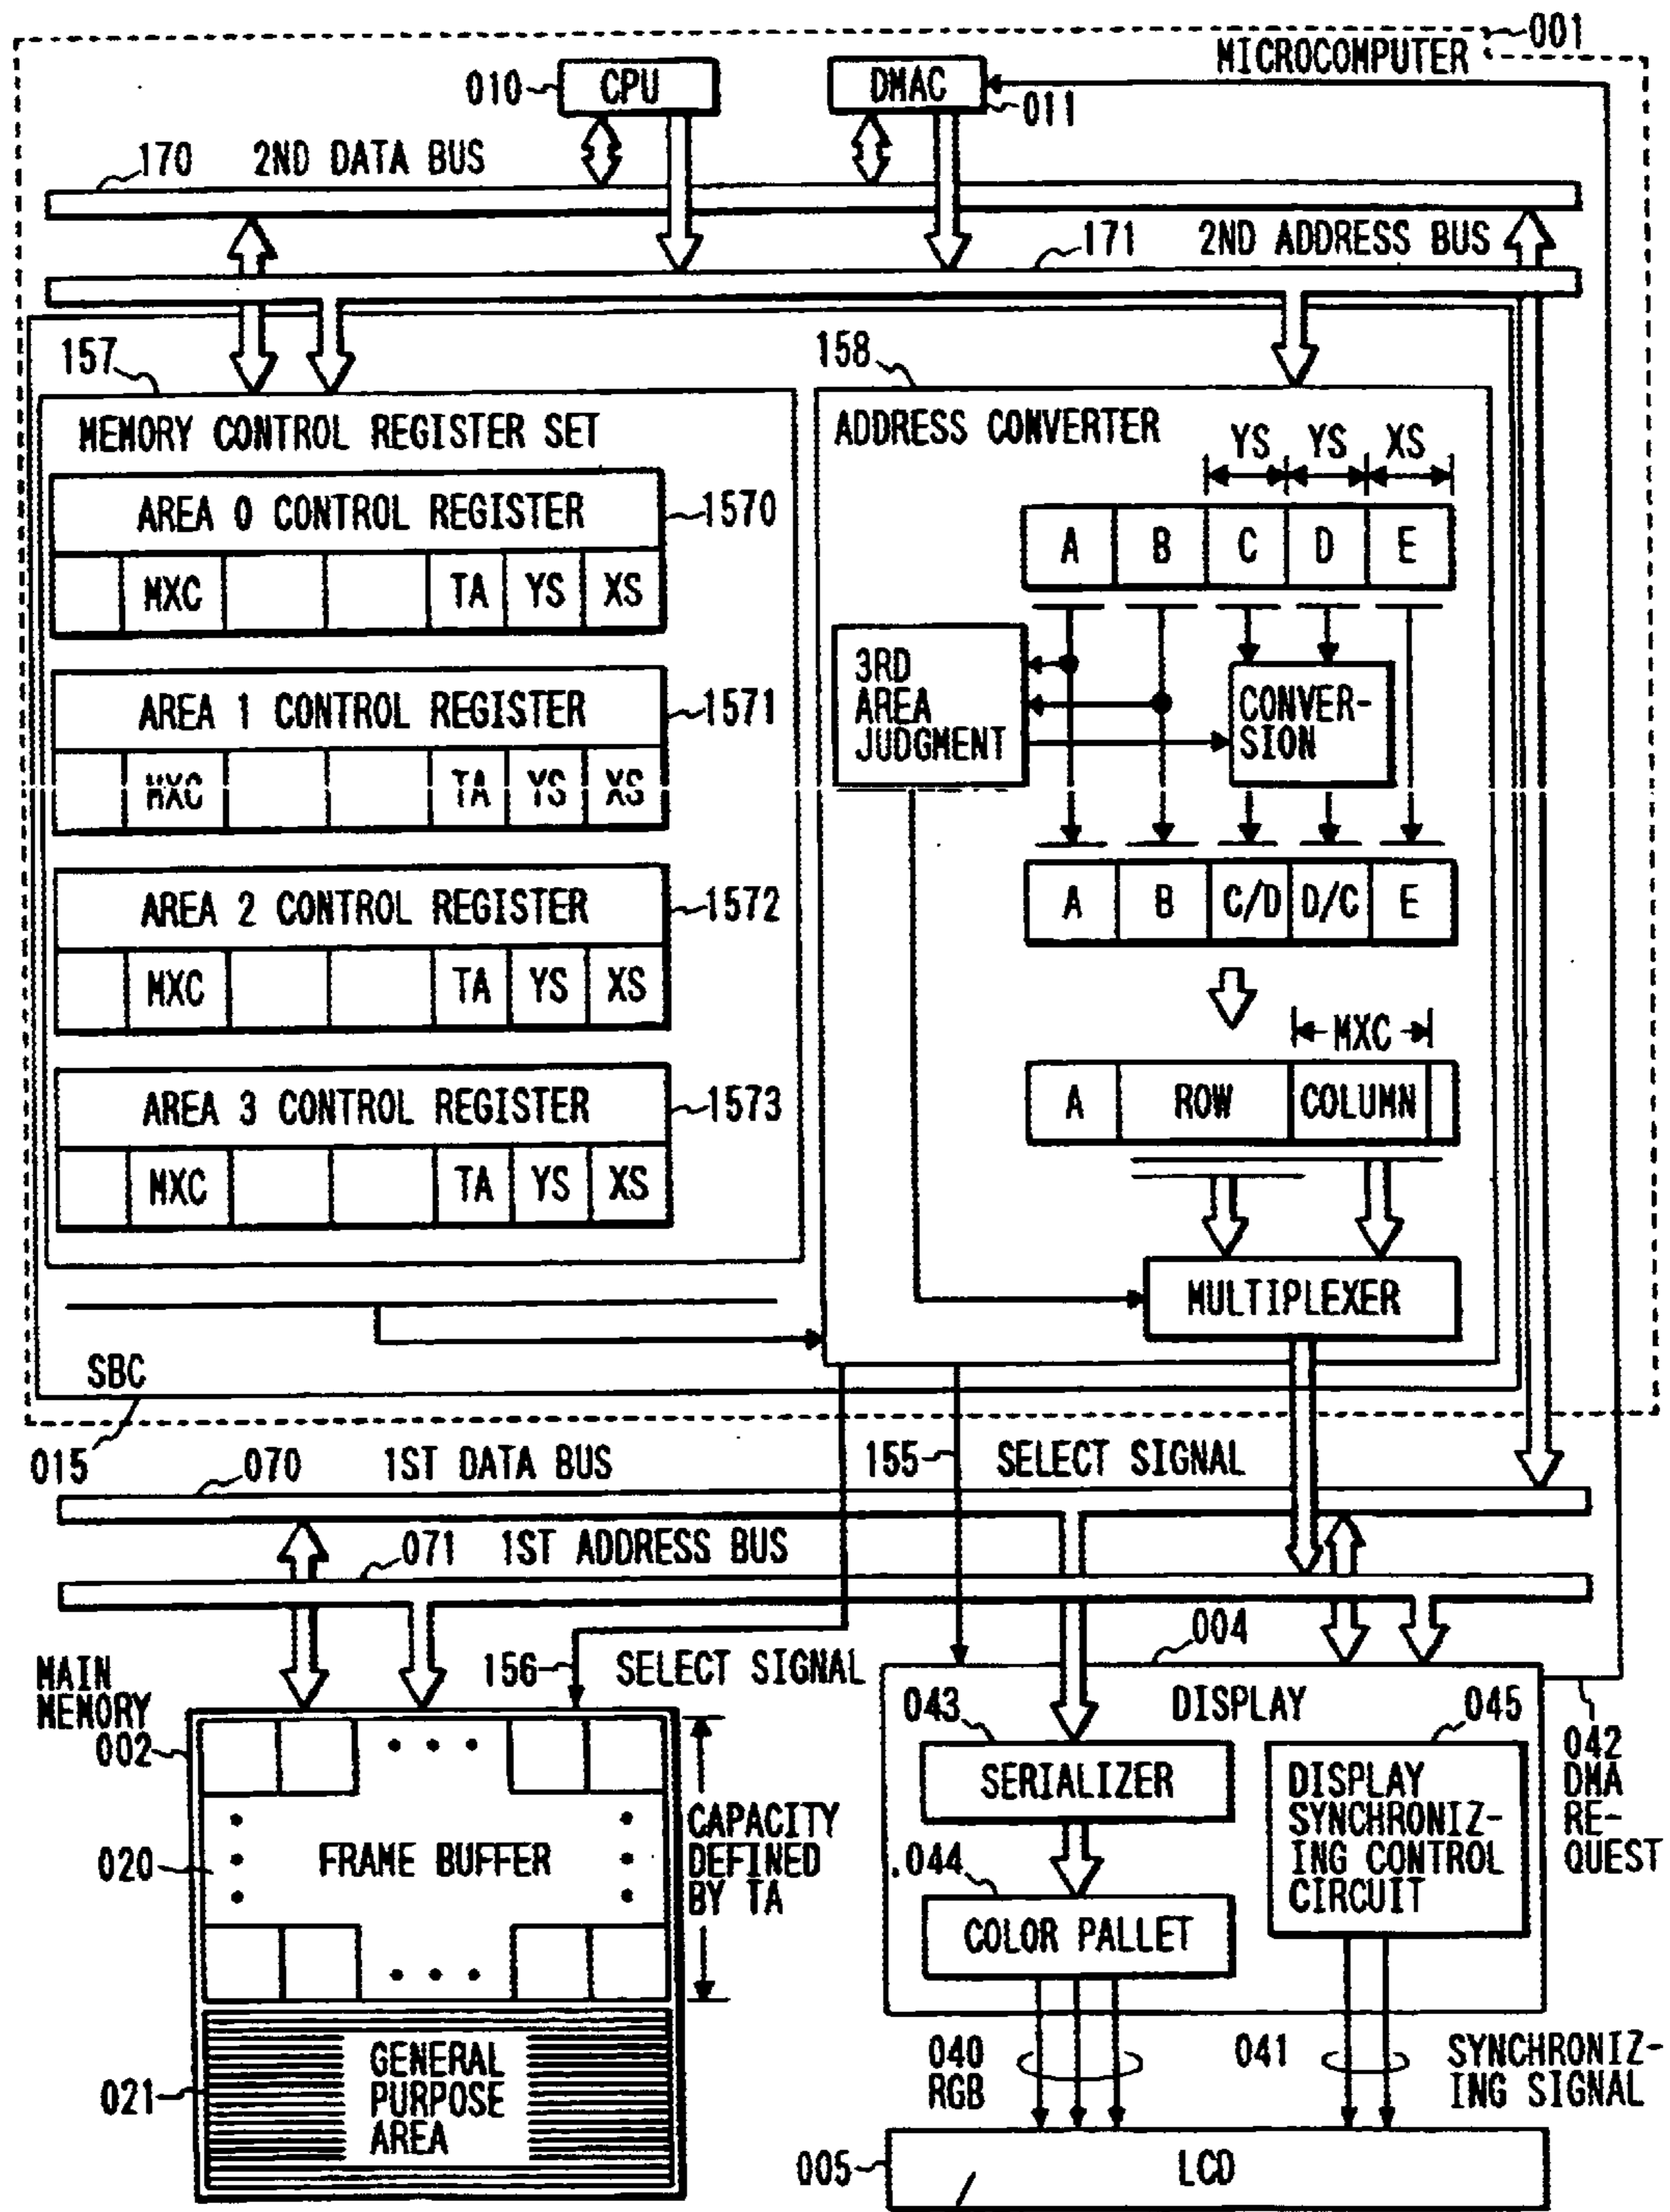 001
MICROCOMPUTER
010 CPU
DMAC
011
170 2ND DATA BUS
171 2ND ADDRESS BUS
157
MEMORY CONTROL REGISTER SET
AREA 0 CONTROL REGISTER
1570
MXC TA YS XS
AREA 1 CONTROL REGISTER
1571
MXC TA YS XS
AREA 2 CONTROL REGISTER
1572
MXC TA YS XS
AREA 3 CONTROL REGISTER
1573
MXC TA YS XS
SBC
015
158
ADDRESS CONVERTER
YS YS XS
A B C D E
3RD
AREA
JUDGMENT
CONVER-
SION
A B C/D D/C E
MXC
A ROW COLUMN
MULTIPLEXER
070 1ST DATA BUS
155 SELECT SIGNAL
071 1ST ADDRESS BUS
156 SELECT SIGNAL
MAIN
MEMORY
002
020
FRAME BUFFER
CAPACITY
DEFINED
BY TA
021
GENERAL
PURPOSE
AREA
004
DISPLAY
043
SERIALIZER
044
COLOR PALLET
045
DISPLAY
SYNCHRONIZ-
ING CONTROL
CIRCUIT
042
DMA
RE-
QUEST
040
RGB
041
SYNCHRONIZ-
ING SIGNAL
005
LCD